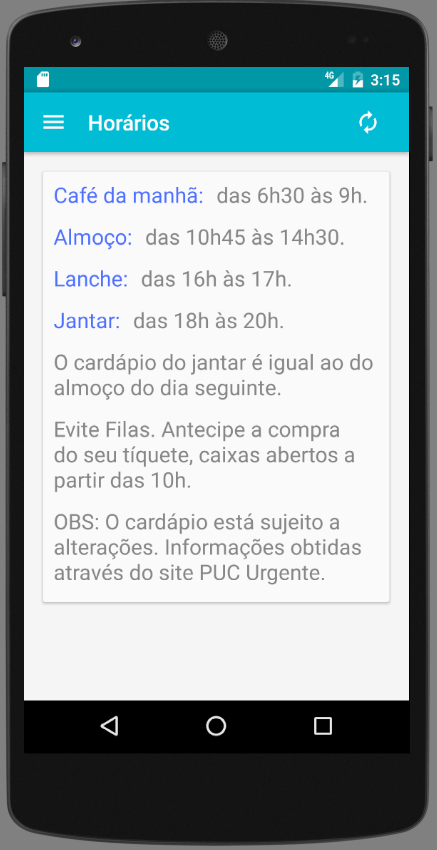 4G 3:15
Horários
Café da manhã: das 6h30 às 9h.
Almoço: das 10h45 às 14h30.
Lanche: das 16h às 17h.
Jantar: das 18h às 20h.
O cardápio do jantar é igual ao do
almoço do dia seguinte.
Evite Filas. Antecipe a compra
do seu tíquete, caixas abertos a
partir das 10h.
OBS: O cardápio está sujeito a
alterações. Informações obtidas
através do site PUC Urgente.